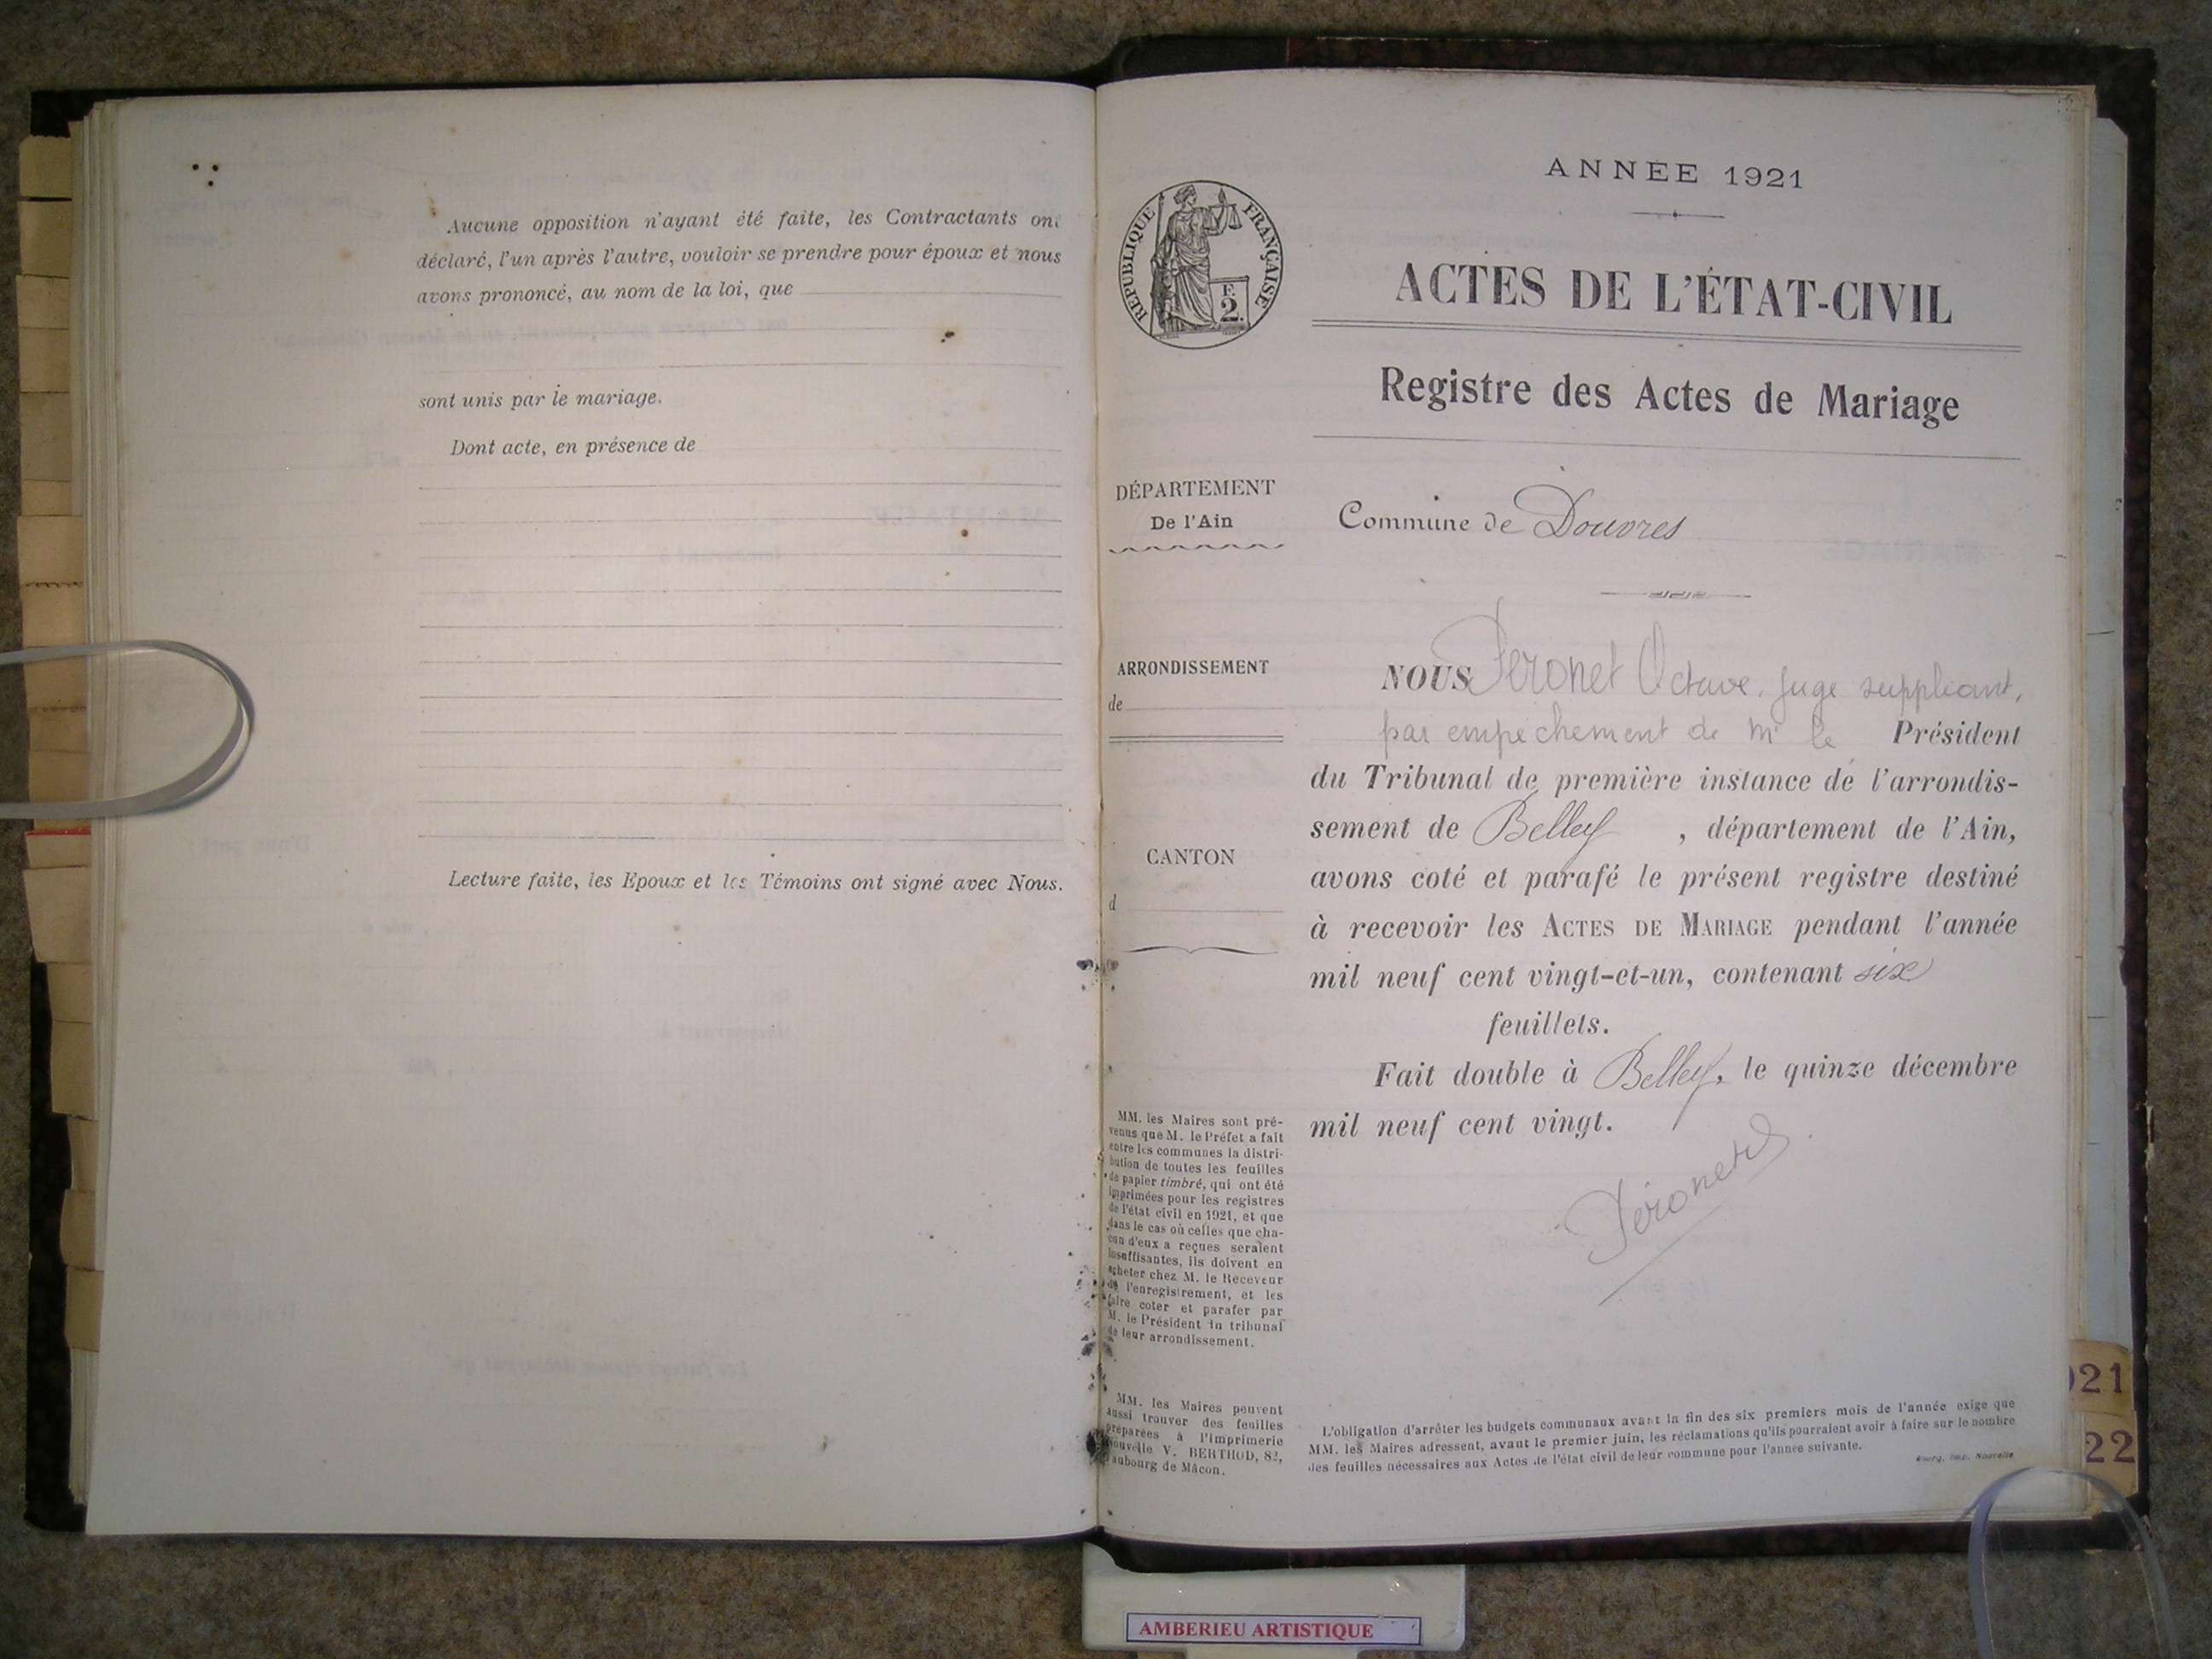 Aucune opposition n'ayant été faite, les Contractants ont
déclaré, l'un après l'autre, vouloir se prendre pour époux et nous
avons prononcé, au nom de la loi, que
sont unis par le mariage.
Dont acte, en présence de
Lecture faite, les Epoux et les Témoins ont signé avec Nous.
RÉPUBLIQUE FRANÇAISE
F.
2.
DÉPARTEMENT
De l'Ain
ARRONDISSEMENT
de
CANTON
d
MM. les Maires sont pré-
venus que M. le Préfet a fait
entre les communes la distri-
bution de toutes les feuilles
de papier timbré, qui ont été
imprimées pour les registres
de l'état civil en 1921, et que
dans le cas où celles que cha-
cun d'eux a reçues seraient
insuffisantes, ils doivent en
acheter chez M. le Receveur
de l'enregistrement, et les
faire coter et parafer par
M. le Président du tribunal
de leur arrondissement.
MM. les Maires peuvent
aussi trouver des feuilles
préparées à l'imprimerie
Nouvelle V. BERTHOD, 82,
faubourg de Mâcon.
ANNÉE 1921
ACTES DE L'ÉTAT-CIVIL
Registre des Actes de Mariage
Commune de Douvres
NOUS Peronet Octave, juge suppléant,
par empêchement de Mr le Président
du Tribunal de première instance de l'arrondis-
sement de Belley , département de l'Ain,
avons coté et parafé le présent registre destiné
à recevoir les ACTES DE MARIAGE pendant l'année
mil neuf cent vingt-et-un, contenant six
feuillets.
Fait double à Belley, le quinze décembre
mil neuf cent vingt.
Peronet
L'obligation d'arrêter les budgets communaux avant la fin des six premiers mois de l'année exige que
MM. les Maires adressent, avant le premier juin, les réclamations qu'ils pourraient avoir à faire sur le nombre
des feuilles nécessaires aux Actes de l'état civil de leur commune pour l'année suivante.
Bourg, Imp. Nouvelle
21
22
AMBERIEU ARTISTIQUE